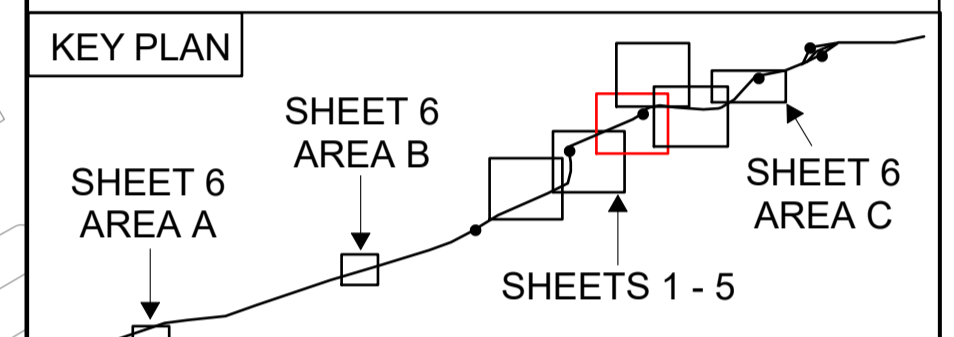 KEY PLAN
SHEET 6
AREA B
SHEET 6
AREA A
SHEET 6
AREA C
SHEETS 1 - 5